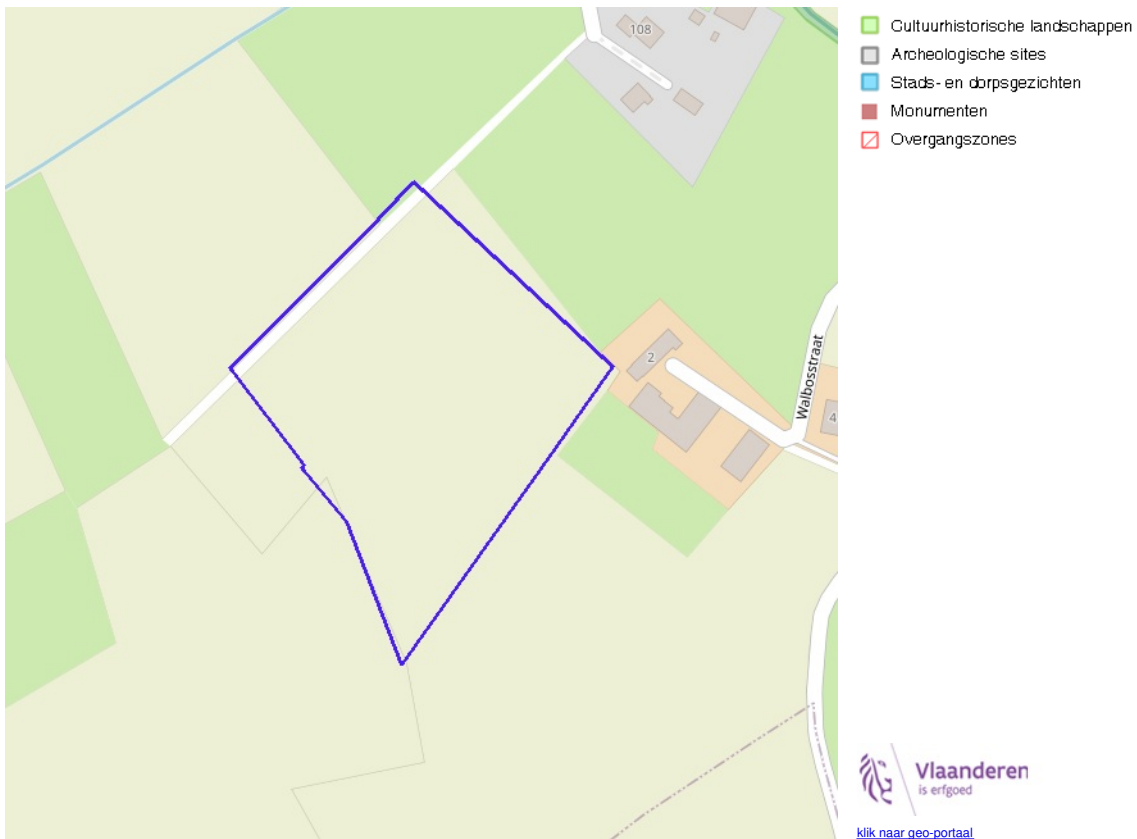 108
2
Walbosstraat
4
Cultuurhistorische landschappen
Archeologische sites
Stads- en dorpsgezichten
Monumenten
Overgangszones
Vlaanderen
is erfgoed
klik naar geo-portaal